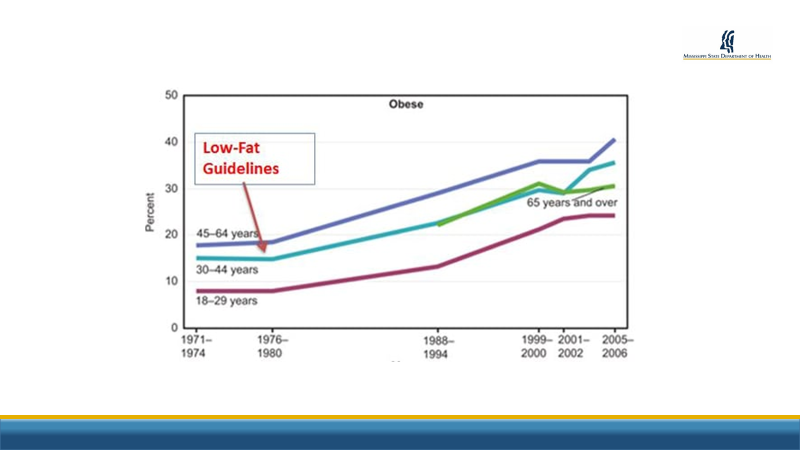 MISSISSIPPI STATE DEPARTMENT OF HEALTH
Obese
50
40
30
20
10
0
Percent
Low-Fat
Guidelines
45–64 years
30–44 years
18–29 years
65 years and over
1971–
1974
1976–
1980
1988–
1994
1999–
2000
2001–
2002
2005–
2006